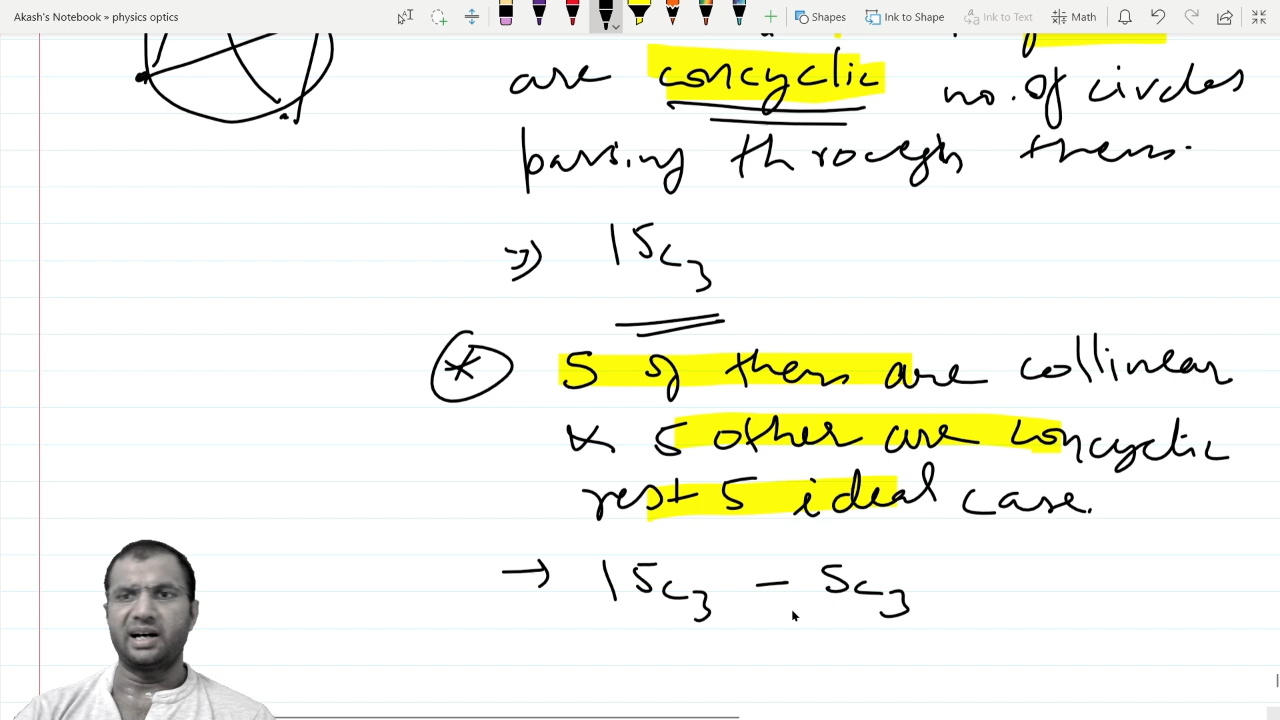 Akash's Notebook » physics optics
Shapes Ink to Shape Ink to Text Math
are concyclic no. of circles
passing through them.
⇒ 15C3
* 5 of them are collinear
& 5 other are concyclic
rest 5 ideal case.
→ 15C3 - 5C3